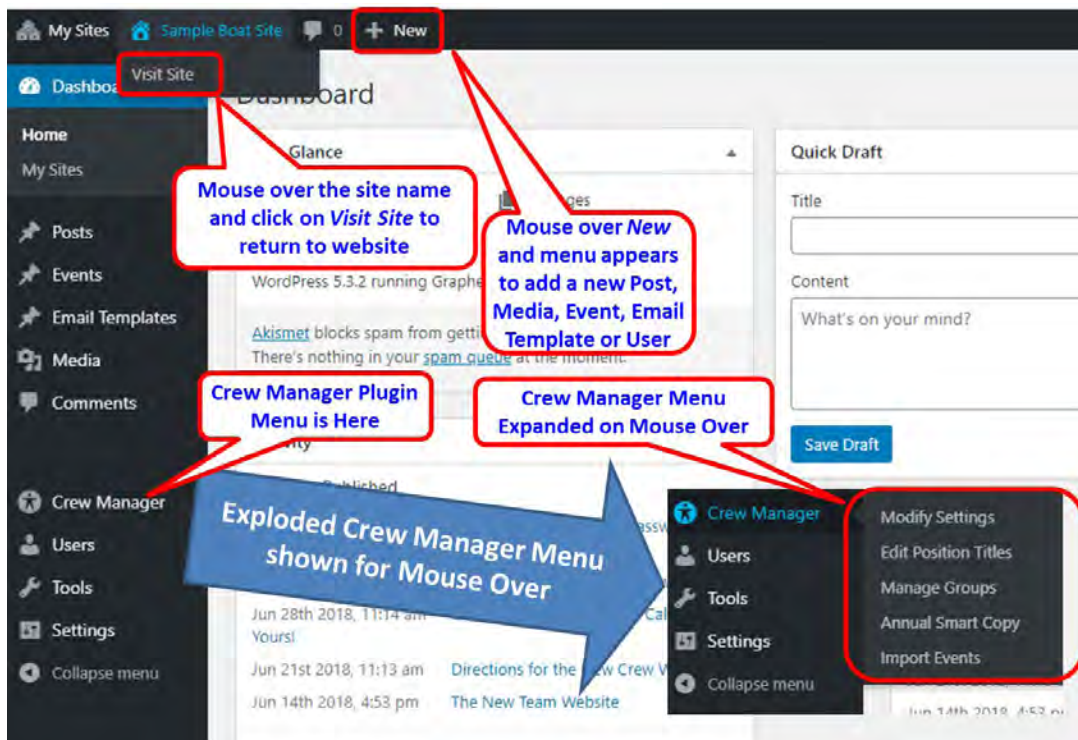 My Sites Sample Boat Site 0 + New
Visit Site
Dashboard
Home
My Sites
Posts
Events
Email Templates
Media
Comments
Crew Manager
Users
Tools
Settings
Collapse menu
Glance
Mouse over the site name
and click on Visit Site to
return to website
Mouse over New
and menu appears
to add a new Post,
Media, Event, Email
Template or User
WordPress 5.3.2 running
Akismet blocks spam from
There's nothing in your spam queue at the moment.
Quick Draft
Title
Content
What's on your mind?
Save Draft
Crew Manager Plugin
Menu is Here
Crew Manager Menu
Expanded on Mouse Over
Exploded Crew Manager Menu
shown for Mouse Over
Jun 28th 2018, 11:14 am
Yours!
Jun 21st 2018, 11:13 am Directions for the Crew
Jun 14th 2018, 4:53 pm The New Team Website
Crew Manager
Users
Tools
Settings
Collapse menu
Modify Settings
Edit Position Titles
Manage Groups
Annual Smart Copy
Import Events
Jun 14th 2018, 4:53